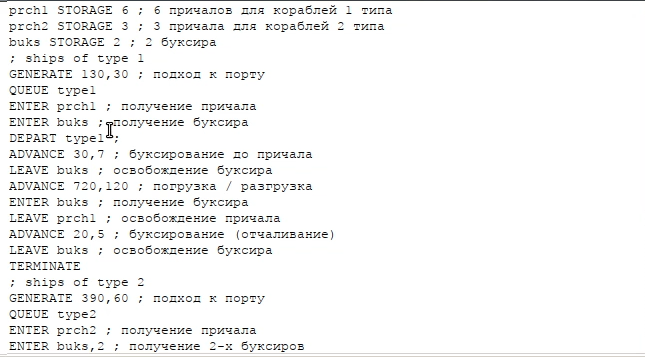 prch1 STORAGE 6 ; 6 причалов для кораблей 1 типа
prch2 STORAGE 3 ; 3 причала для кораблей 2 типа
buks STORAGE 2 ; 2 буксира
; ships of type 1
GENERATE 130,30 ; подход к порту
QUEUE type1
ENTER prch1 ; получение причала
ENTER buks ; получение буксира
DEPART type1 ;
ADVANCE 30,7 ; буксирование до причала
LEAVE buks ; освобождение буксира
ADVANCE 720,120 ; погрузка / разгрузка
ENTER buks ; получение буксира
LEAVE prch1 ; освобождение причала
ADVANCE 20,5 ; буксирование (отчаливание)
LEAVE buks ; освобождение буксира
TERMINATE
; ships of type 2
GENERATE 390,60 ; подход к порту
QUEUE type2
ENTER prch2 ; получение причала
ENTER buks,2 ; получение 2-х буксиров